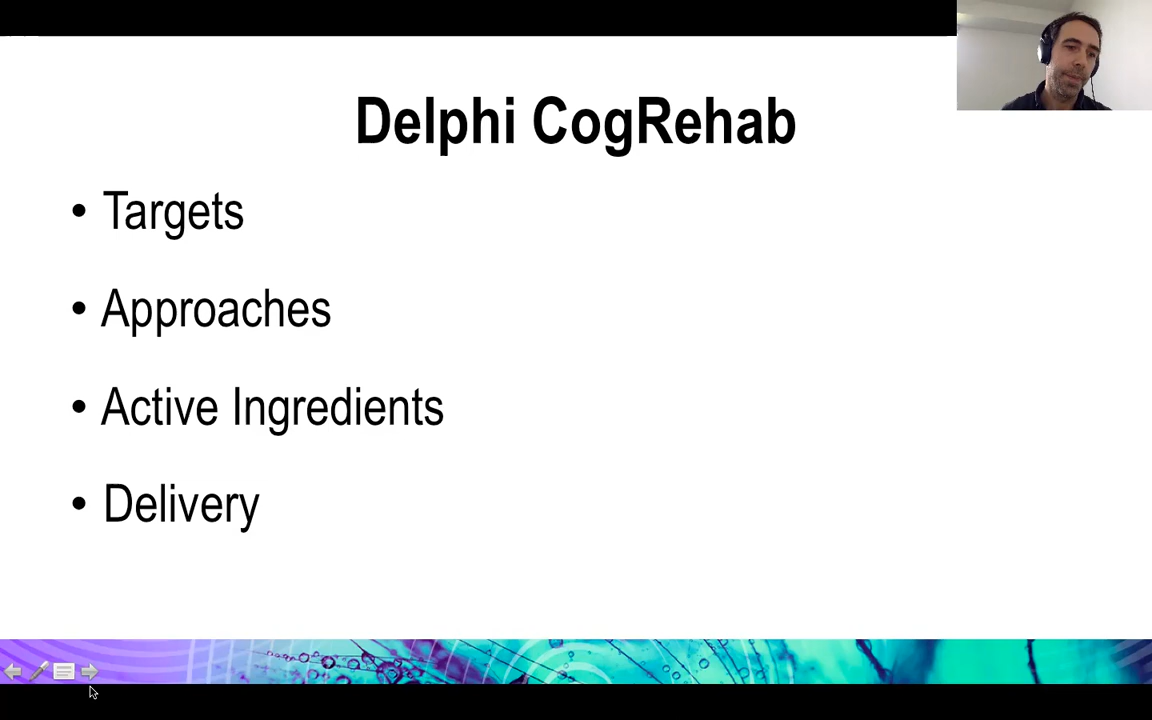 Delphi CogRehab
• Targets
• Approaches
• Active Ingredients
• Delivery